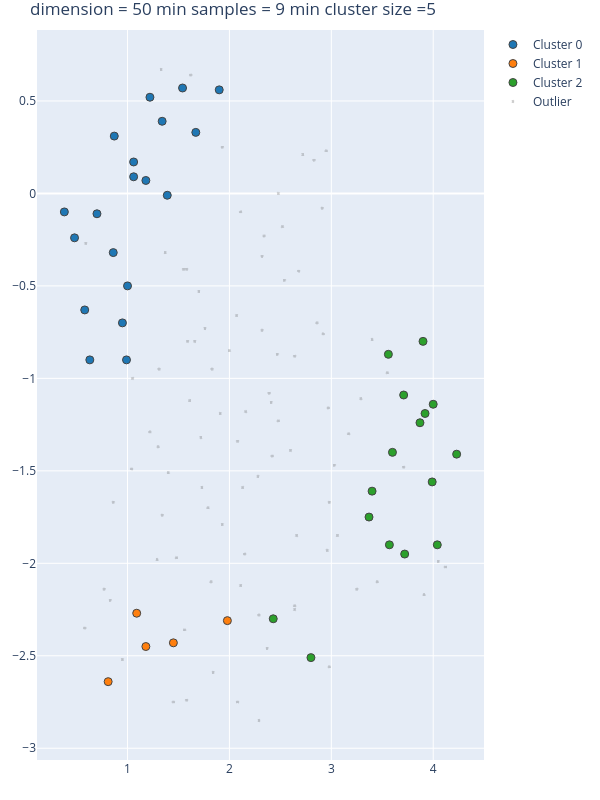 dimension = 50 min samples = 9 min cluster size =5
Cluster 0
Cluster 1
Cluster 2
Outlier
0.5
0
−0.5
−1
−1.5
−2
−2.5
−3
1 2 3 4